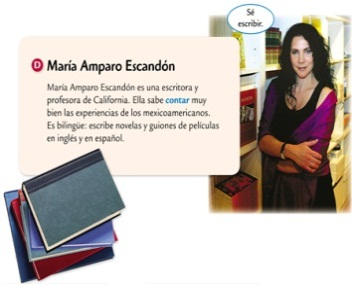 Sé
escribir.
D María Amparo Escandón
María Amparo Escandón es una escritora y
profesora de California. Ella sabe contar muy
bien las experiencias de los mexicoamericanos.
Es bilingüe: escribe novelas y guiones de películas
en inglés y en español.